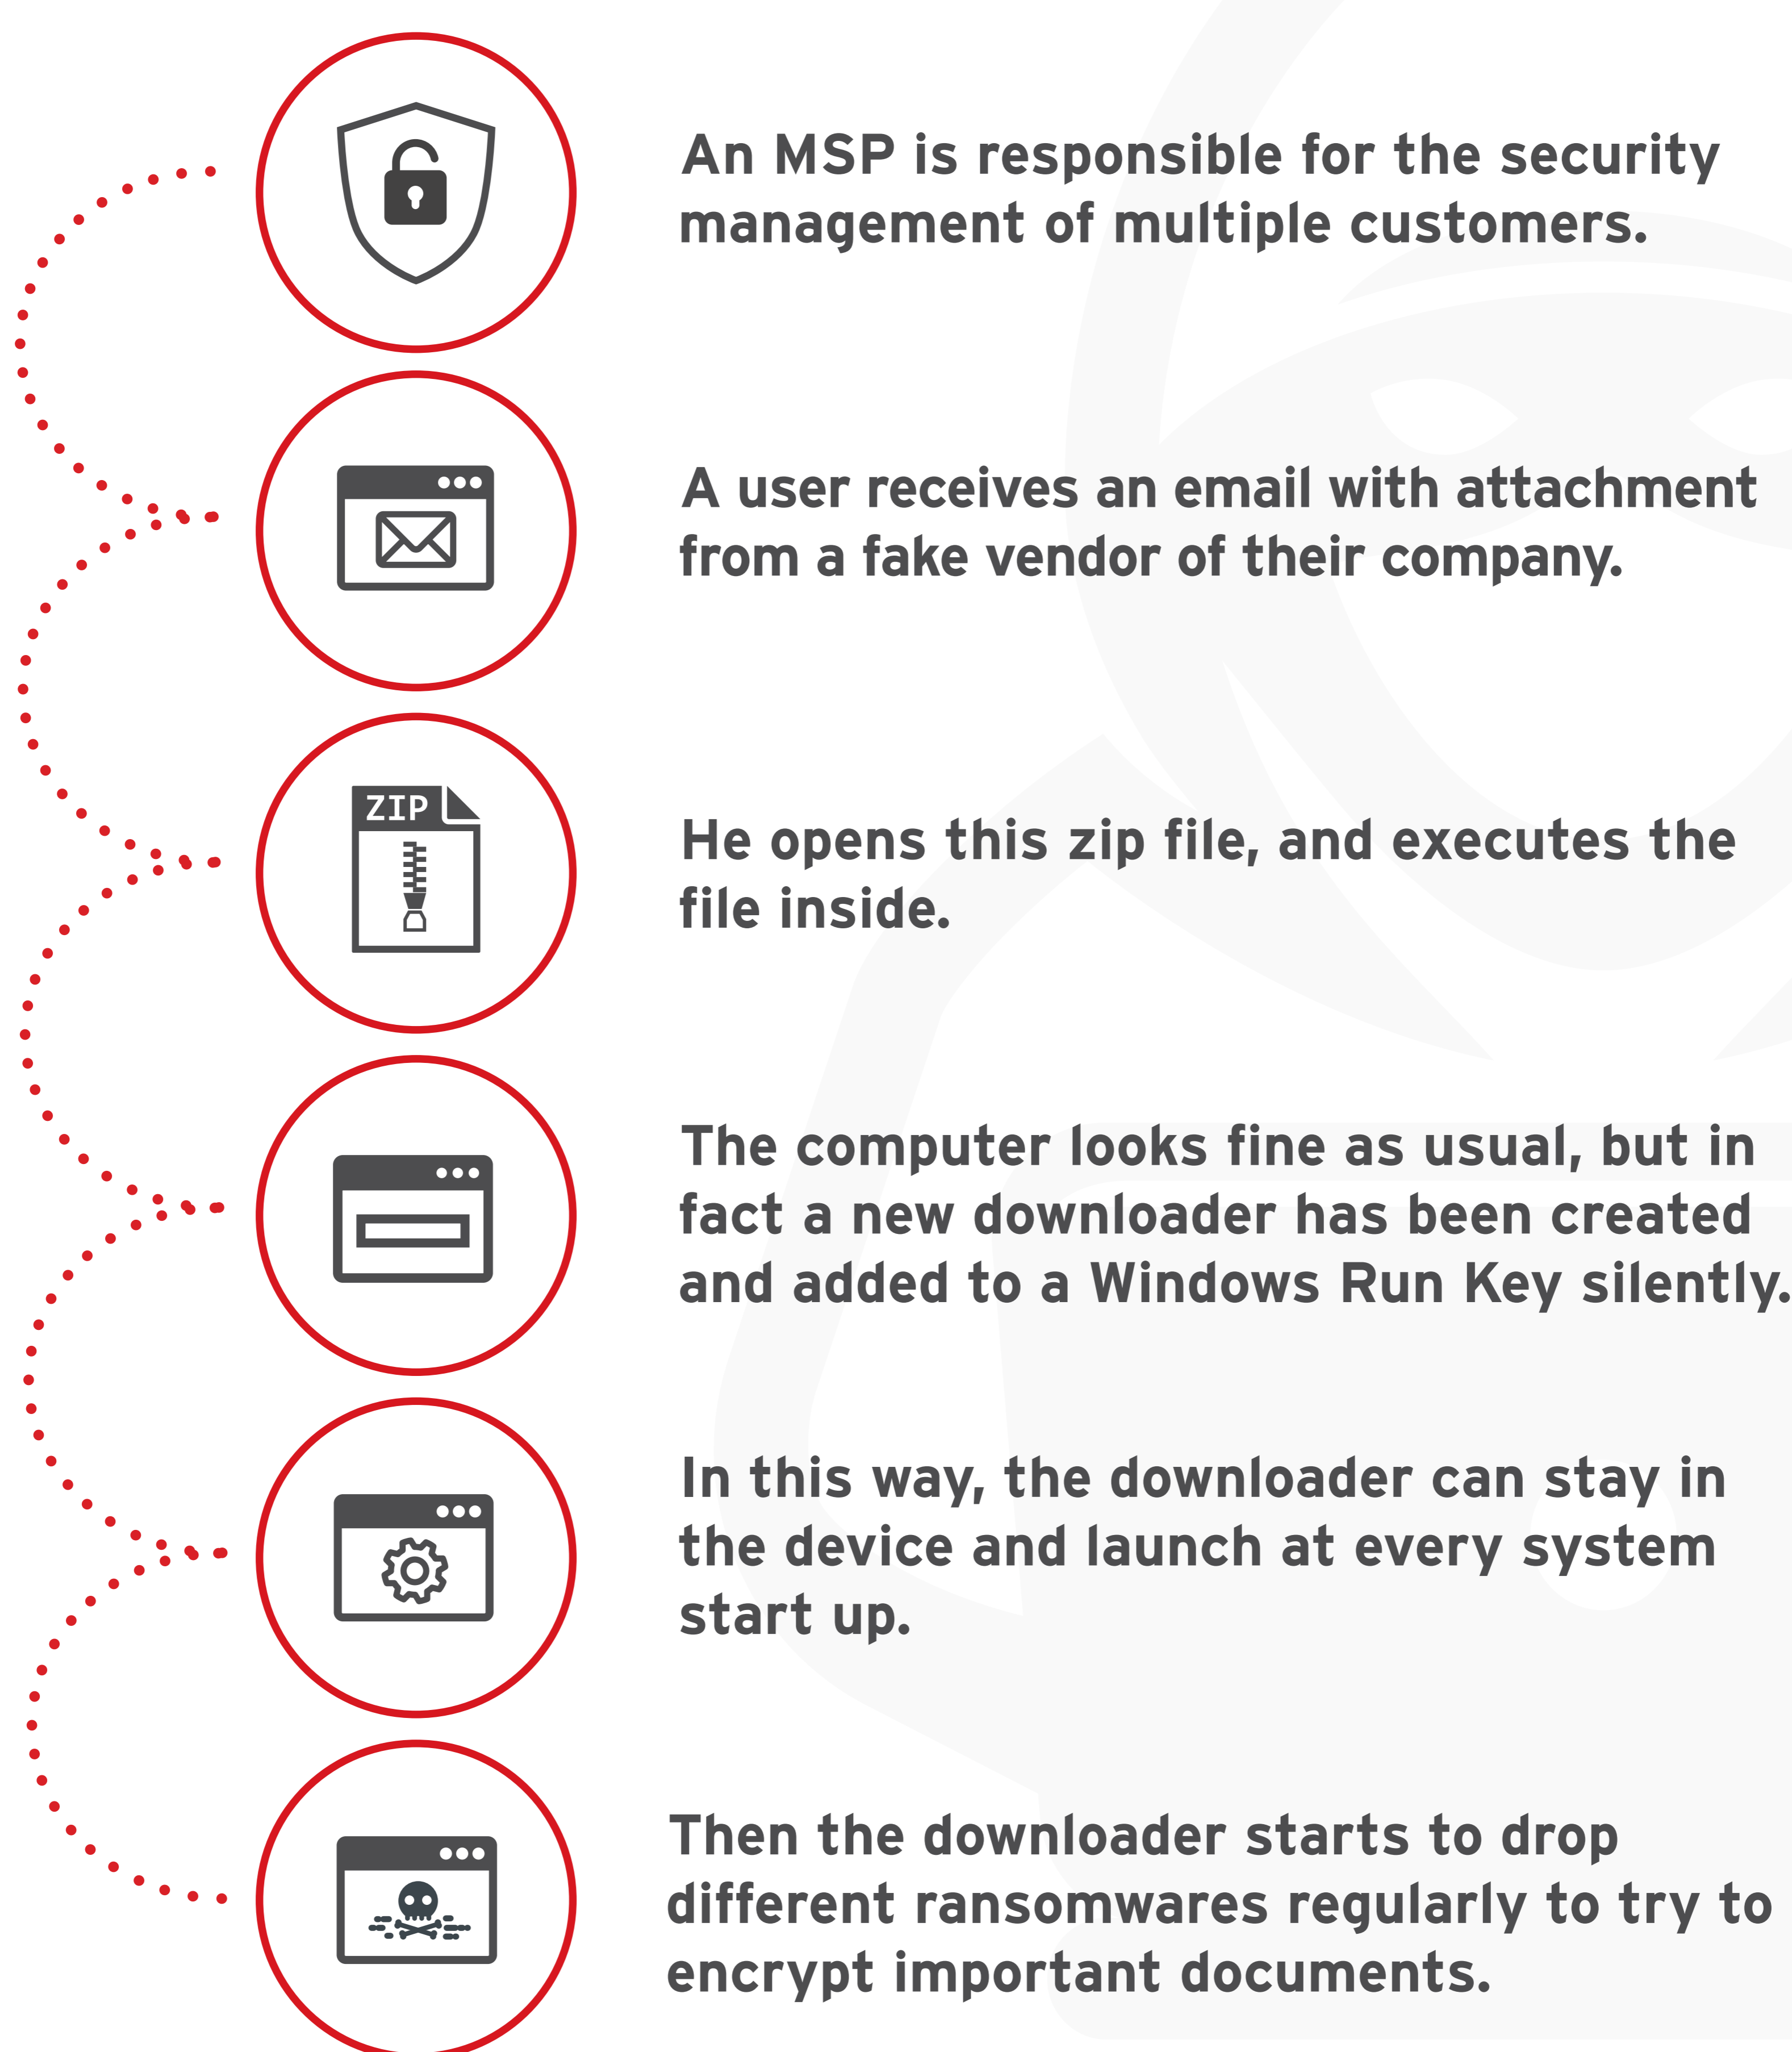 An MSP is responsible for the security
management of multiple customers.
A user receives an email with attachment
from a fake vendor of their company.
ZIP
He opens this zip file, and executes the
file inside.
The computer looks fine as usual, but in
fact a new downloader has been created
and added to a Windows Run Key silently.
In this way, the downloader can stay in
the device and launch at every system
start up.
Then the downloader starts to drop
different ransomwares regularly to try to
encrypt important documents.